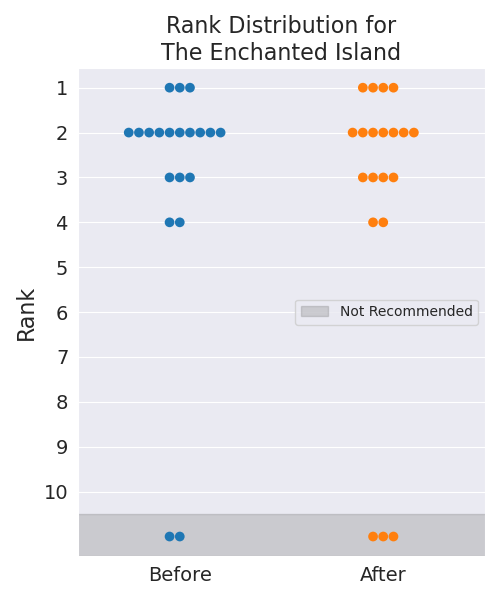 Rank Distribution for
The Enchanted Island
1
2
3
4
5
6
7
8
9
10
Rank
Not Recommended
Before
After